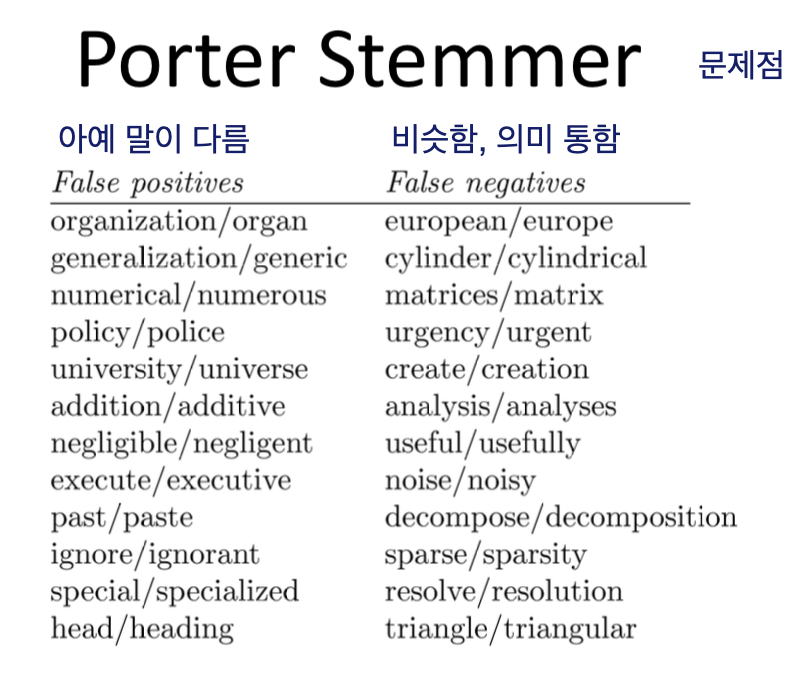 Porter Stemmer 문제점
아예 말이 다름 비슷함, 의미 통함
False positives False negatives
organization/organ european/europe
generalization/generic cylinder/cylindrical
numerical/numerous matrices/matrix
policy/police urgency/urgent
university/universe create/creation
addition/additive analysis/analyses
negligible/negligent useful/usefully
execute/executive noise/noisy
past/paste decompose/decomposition
ignore/ignorant sparse/sparsity
special/specialized resolve/resolution
head/heading triangle/triangular